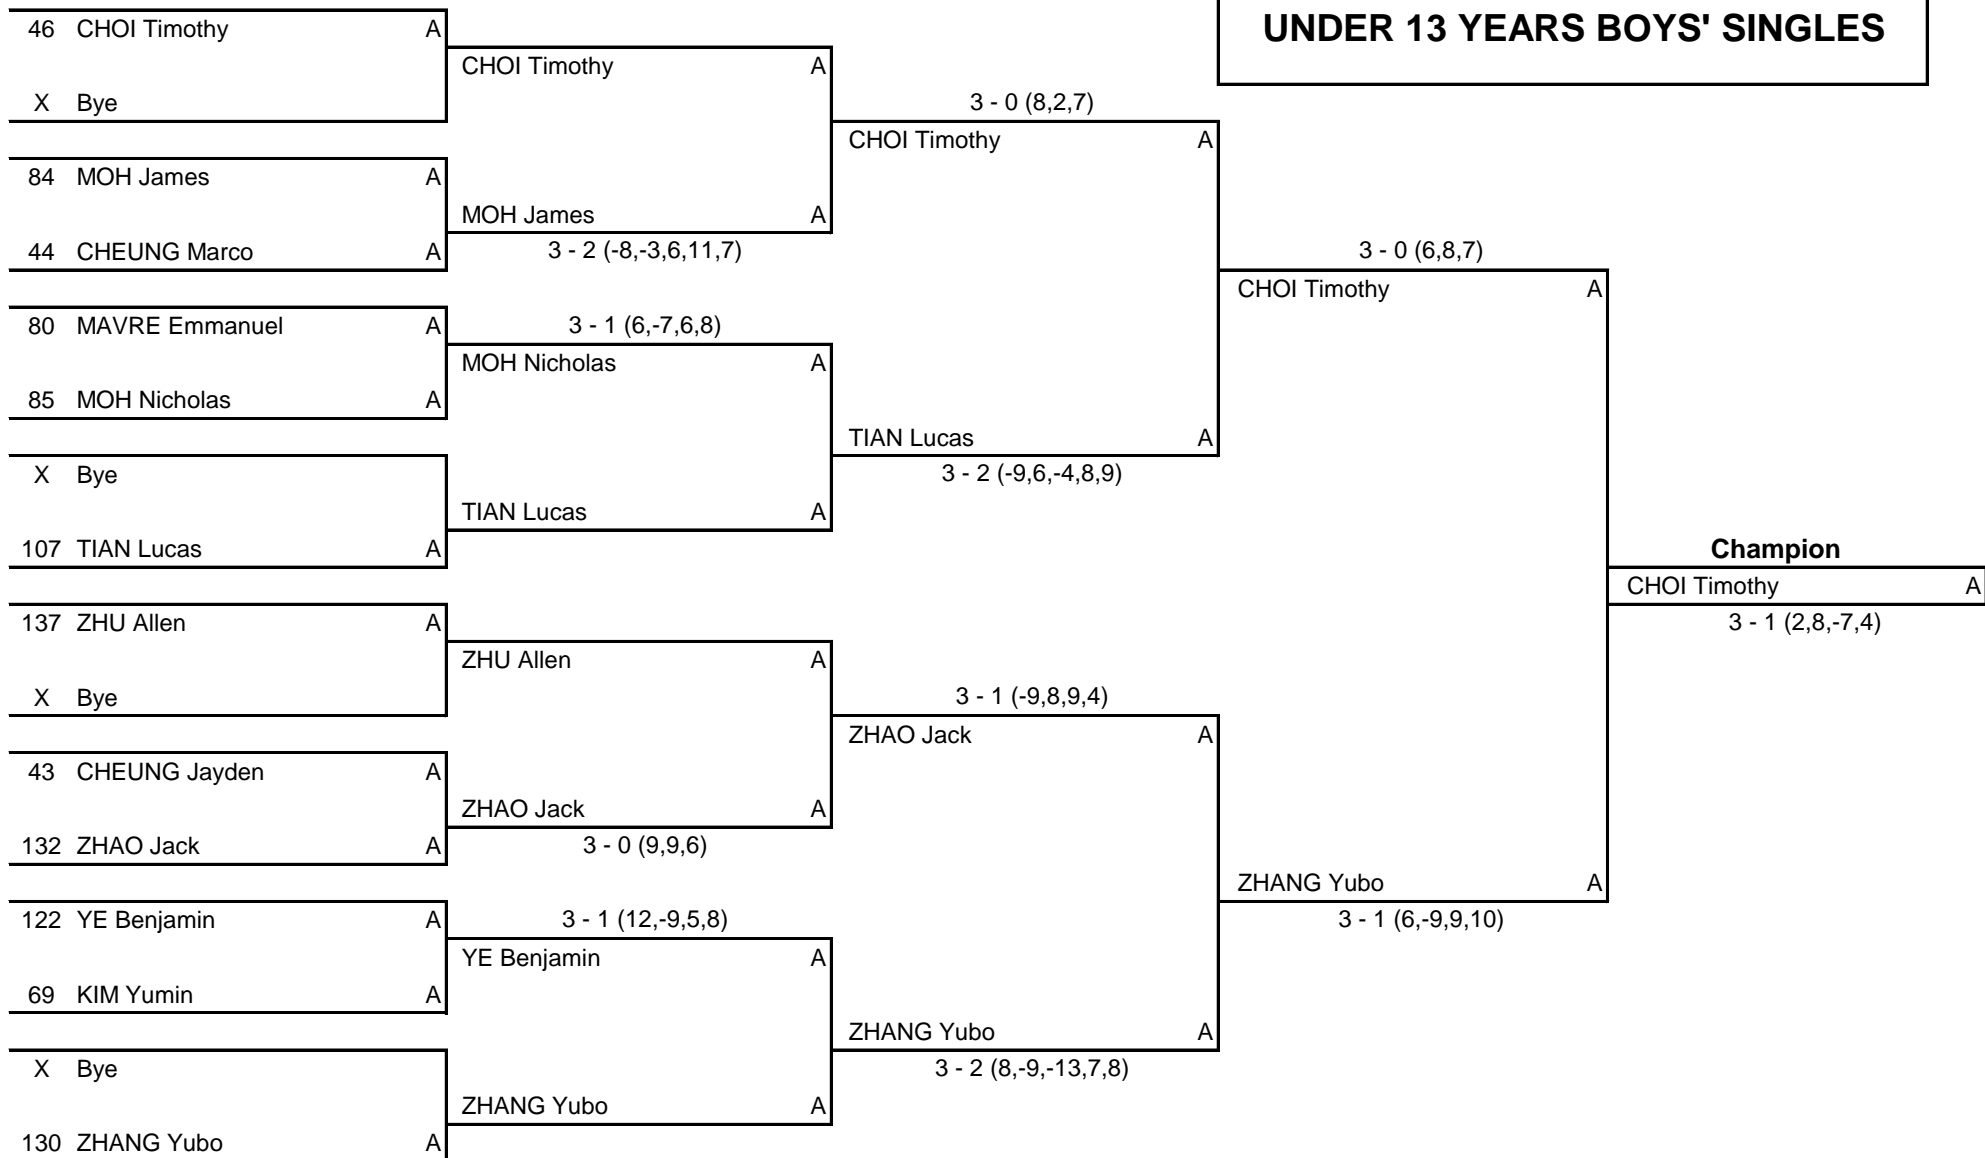 UNDER 13 YEARS BOYS' SINGLES
46 CHOI Timothy A
X Bye
84 MOH James A
44 CHEUNG Marco A
80 MAVRE Emmanuel A
85 MOH Nicholas A
X Bye
107 TIAN Lucas A
137 ZHU Allen A
X Bye
43 CHEUNG Jayden A
132 ZHAO Jack A
122 YE Benjamin A
69 KIM Yumin A
X Bye
130 ZHANG Yubo A
CHOI Timothy A
MOH James A
3 - 2 (-8,-3,6,11,7)
3 - 1 (6,-7,6,8)
MOH Nicholas A
TIAN Lucas A
ZHU Allen A
ZHAO Jack A
3 - 0 (9,9,6)
3 - 1 (12,-9,5,8)
YE Benjamin A
ZHANG Yubo A
3 - 0 (8,2,7)
CHOI Timothy A
TIAN Lucas A
3 - 2 (-9,6,-4,8,9)
3 - 1 (-9,8,9,4)
ZHAO Jack A
ZHANG Yubo A
3 - 2 (8,-9,-13,7,8)
3 - 0 (6,8,7)
CHOI Timothy A
ZHANG Yubo A
3 - 1 (6,-9,9,10)
Champion
CHOI Timothy A
3 - 1 (2,8,-7,4)